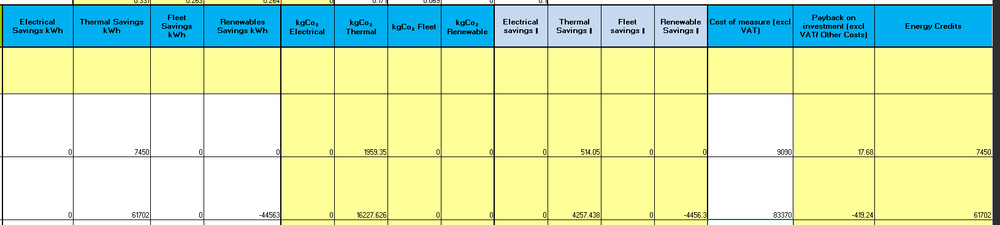 0.331 0.263 0.264 0 0.171 0.069 0 0.1
Electrical Savings kWh Thermal Savings kWh Fleet Savings kWh Renewables Savings kWh kgCo₂ Electrical kgCo₂ Thermal kgCo₂ Fleet kgCo₂ Renewable Electrical savings | Thermal Savings | Fleet savings | Renewable Savings | Cost of measure (excl VAT) Payback on investment (excl VAT/ Other Costs) Energy Credits
0 7450 0 0 0 1959.35 0 0 0 514.05 0 0 9090 17.68 7450
0 61702 0 -44563 0 16227.626 0 0 0 4257.438 0 -4456.3 83370 -419.24 61702